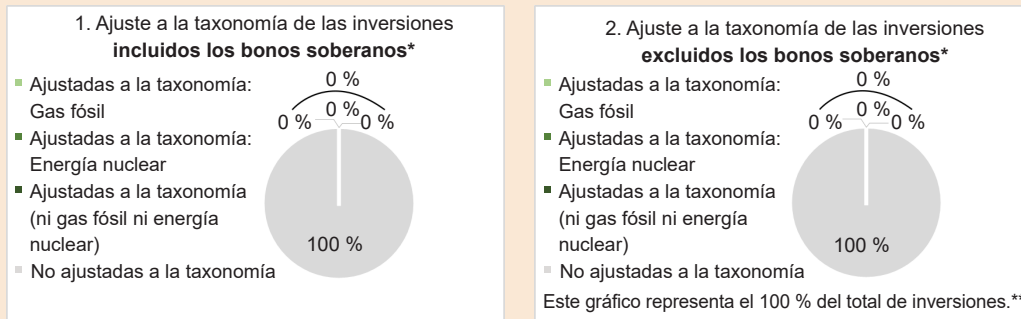 1. Ajuste a la taxonomía de las inversiones
incluidos los bonos soberanos*
Ajustadas a la taxonomía:
Gas fósil
Ajustadas a la taxonomía:
Energía nuclear
Ajustadas a la taxonomía
(ni gas fósil ni energía
nuclear)
No ajustadas a la taxonomía
0 %
0 %
0 %
0 %
100 %
2. Ajuste a la taxonomía de las inversiones
excluidos los bonos soberanos*
Ajustadas a la taxonomía:
Gas fósil
Ajustadas a la taxonomía:
Energía nuclear
Ajustadas a la taxonomía
(ni gas fósil ni energía
nuclear)
No ajustadas a la taxonomía
0 %
0 %
0 %
0 %
100 %
Este gráfico representa el 100 % del total de inversiones.**